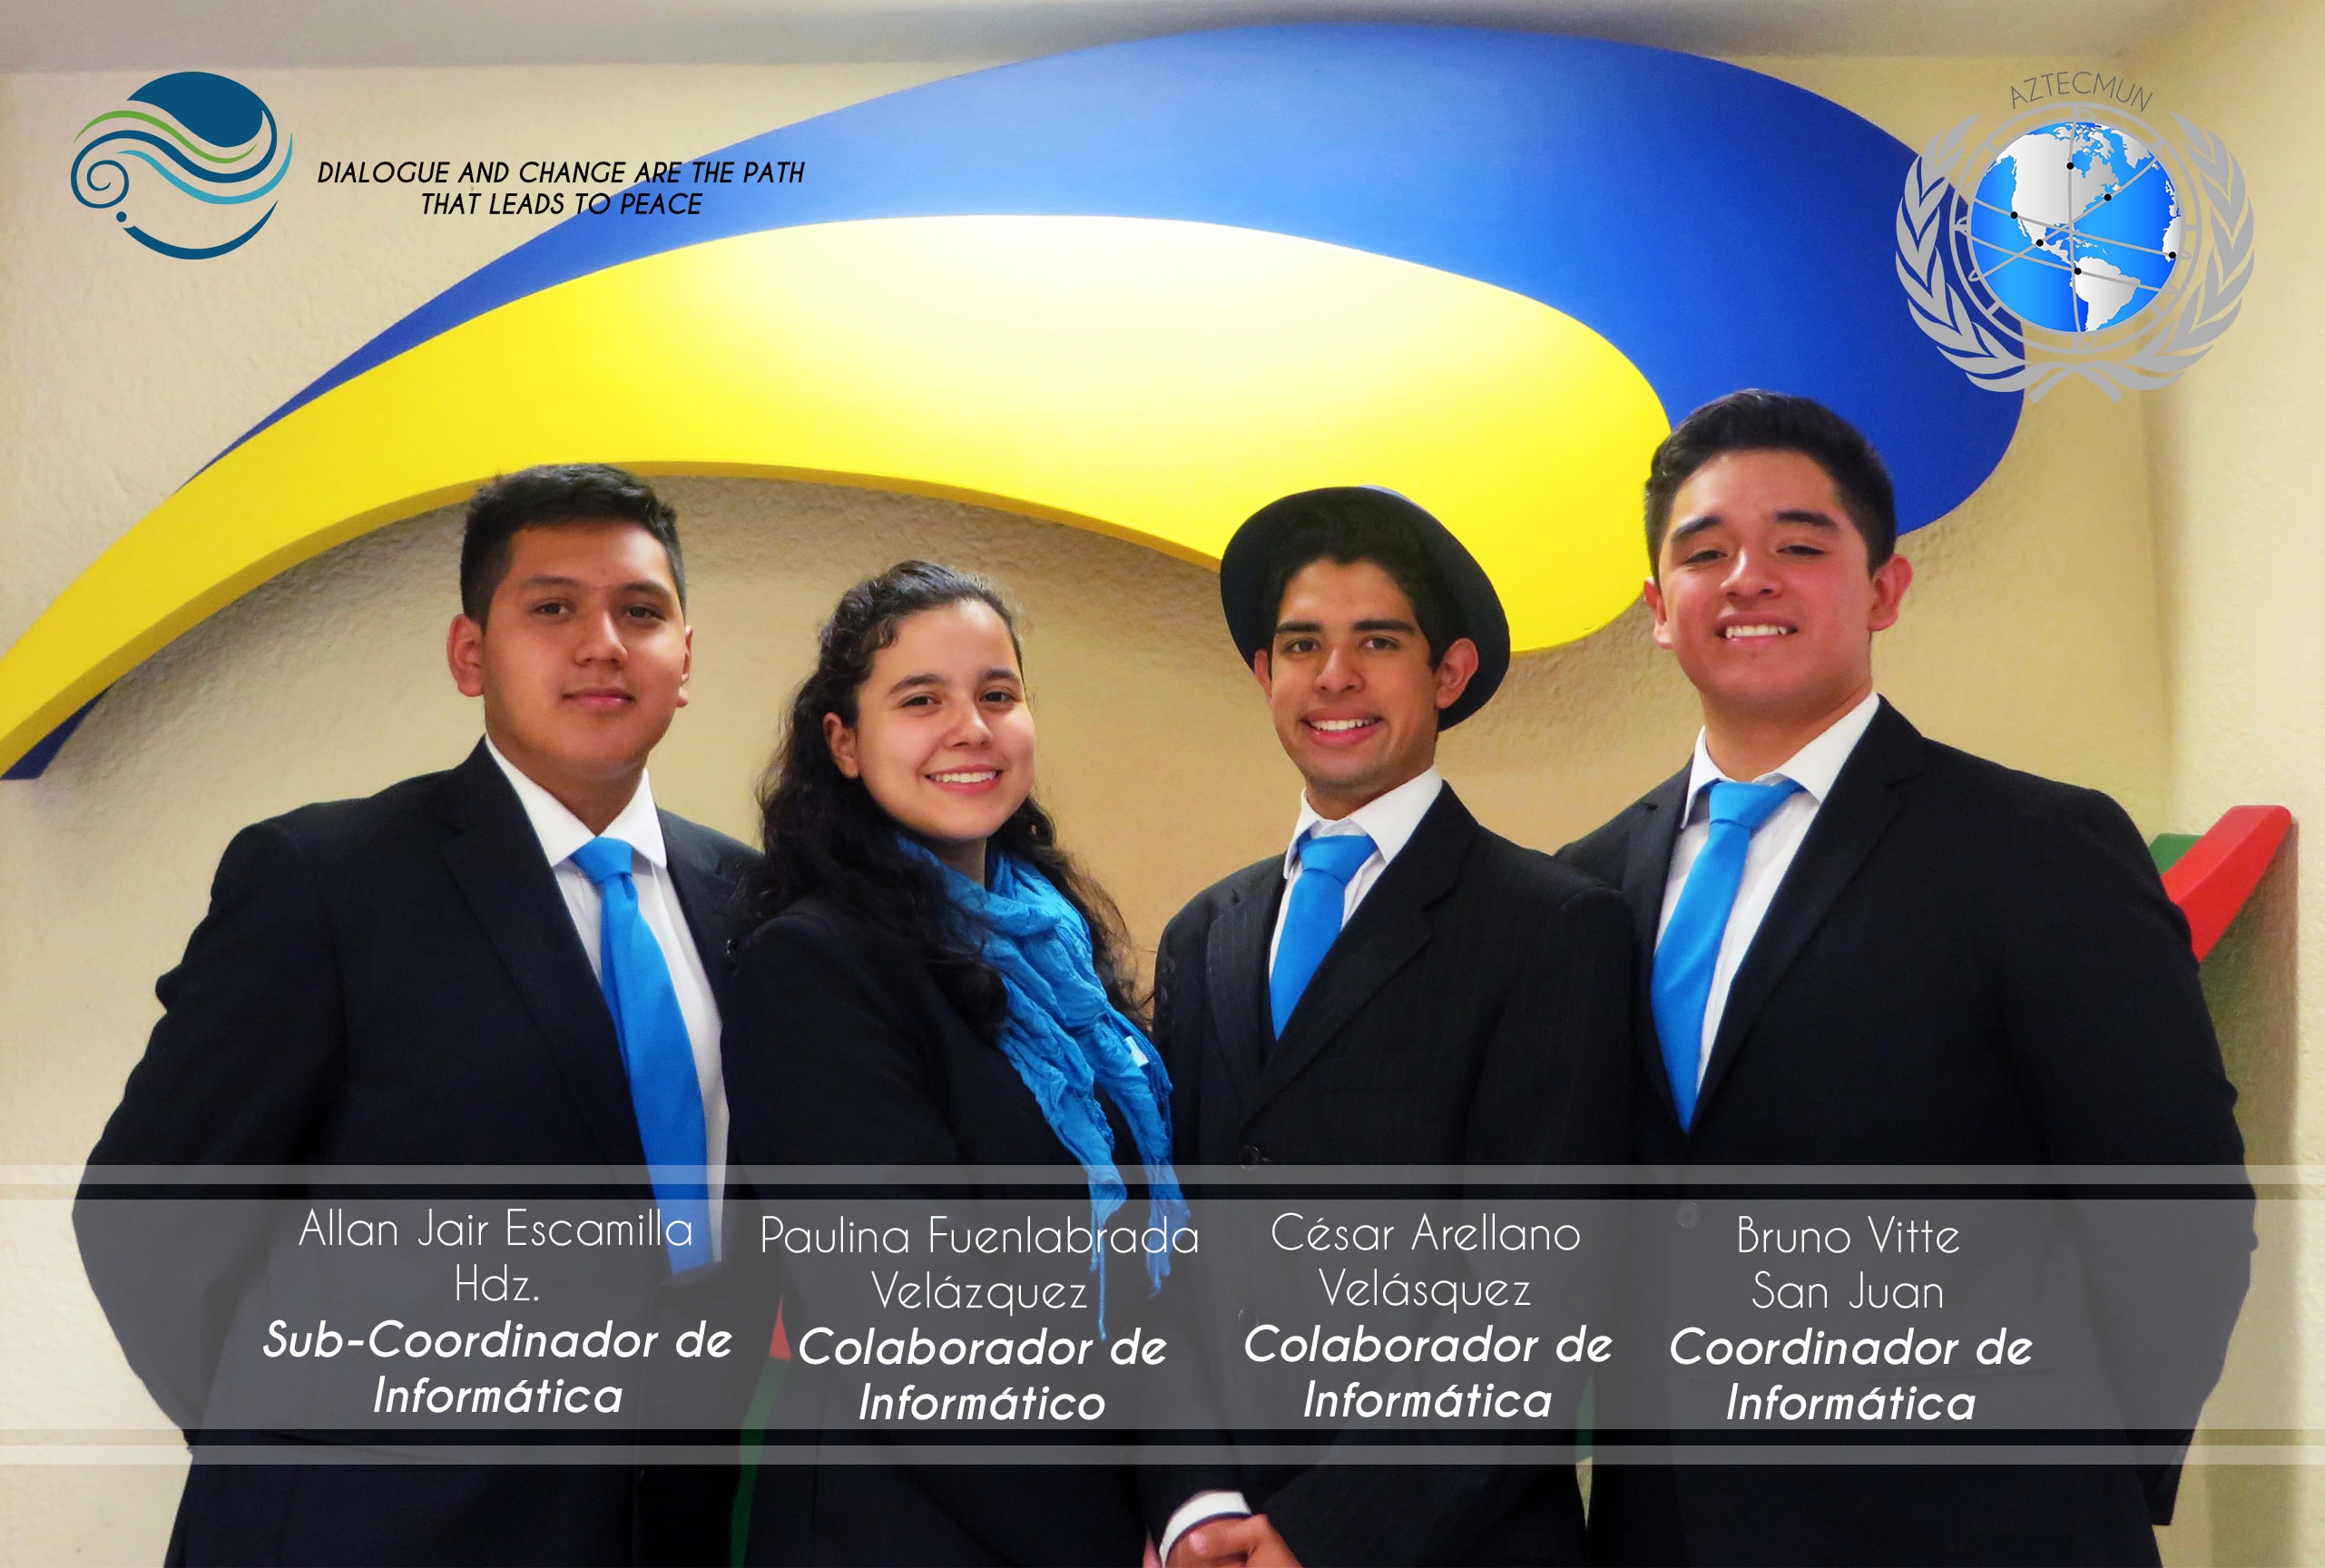 AZTECMUN
DIALOGUE AND CHANGE ARE THE PATH
THAT LEADS TO PEACE
Allan Jair Escamilla
Hdz.
Sub-Coordinador de
Informática
Paulina Fuenlabrada
Velázquez
Colaborador de
Informático
César Arellano
Velásquez
Colaborador de
Informática
Bruno Vitte
San Juan
Coordinador de
Informática